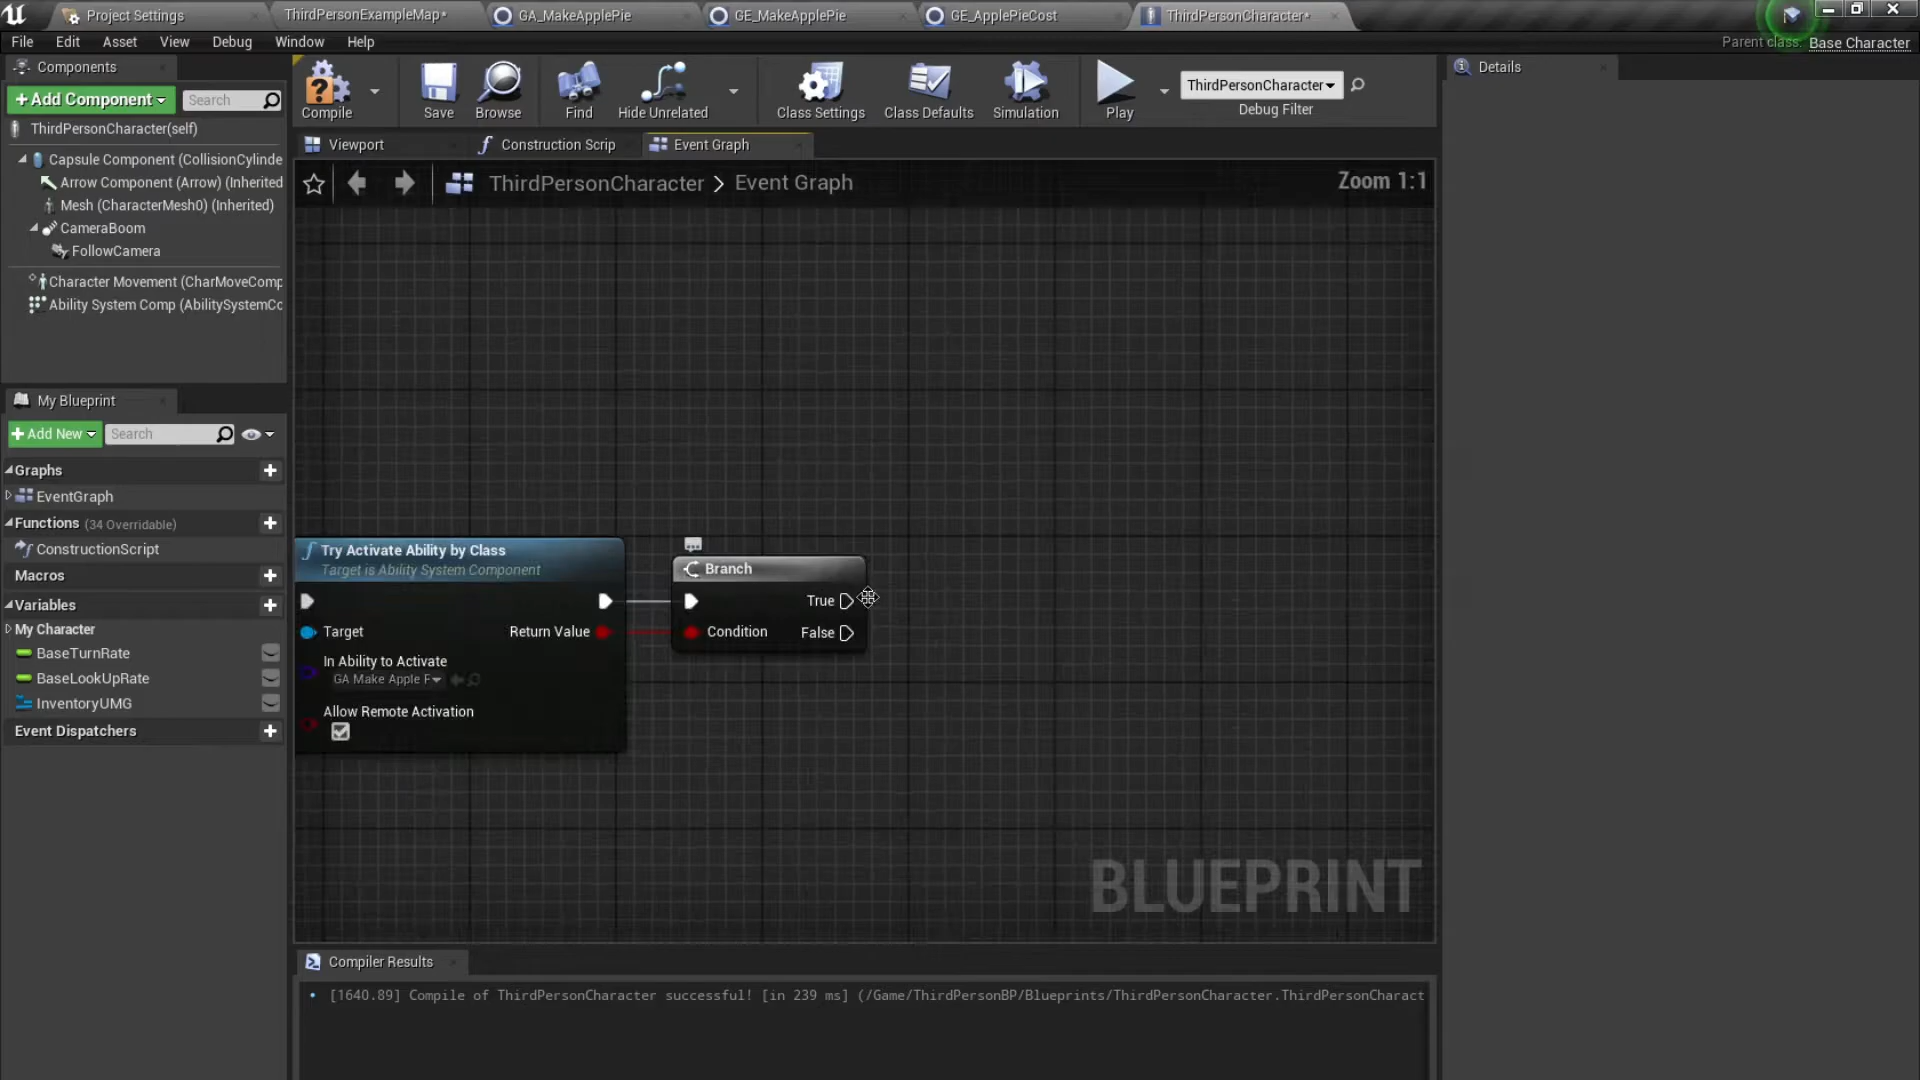 Project Settings
ThirdPersonExampleMap*
GA_MakeApplePie
GE_MakeApplePie
GE_ApplePieCost
ThirdPersonCharacter*
File
Edit
Asset
View
Debug
Window
Help
Parent class: Base Character
Components
+Add Component
Search
ThirdPersonCharacter(self)
Capsule Component (CollisionCylinde
Arrow Component (Arrow) (Inherited
Mesh (CharacterMesh0) (Inherited)
CameraBoom
FollowCamera
Character Movement (CharMoveComp
Ability System Comp (AbilitySystemCo
Compile
Save
Browse
Find
Hide Unrelated
Class Settings
Class Defaults
Simulation
Play
ThirdPersonCharacter
Debug Filter
Details
Viewport
Construction Scrip
Event Graph
ThirdPersonCharacter > Event Graph
Zoom 1:1
My Blueprint
+Add New
Search
Graphs
EventGraph
Functions (34 Overridable)
ConstructionScript
Macros
Variables
My Character
BaseTurnRate
BaseLookUpRate
InventoryUMG
Event Dispatchers
Try Activate Ability by Class
Target is Ability System Component
Target
Return Value
In Ability to Activate
GA Make Apple F
Allow Remote Activation
Branch
True
Condition
False
BLUEPRINT
Compiler Results
[1640.89] Compile of ThirdPersonCharacter successful! [in 239 ms] (/Game/ThirdPersonBP/Blueprints/ThirdPersonCharacter.ThirdPersonCharact